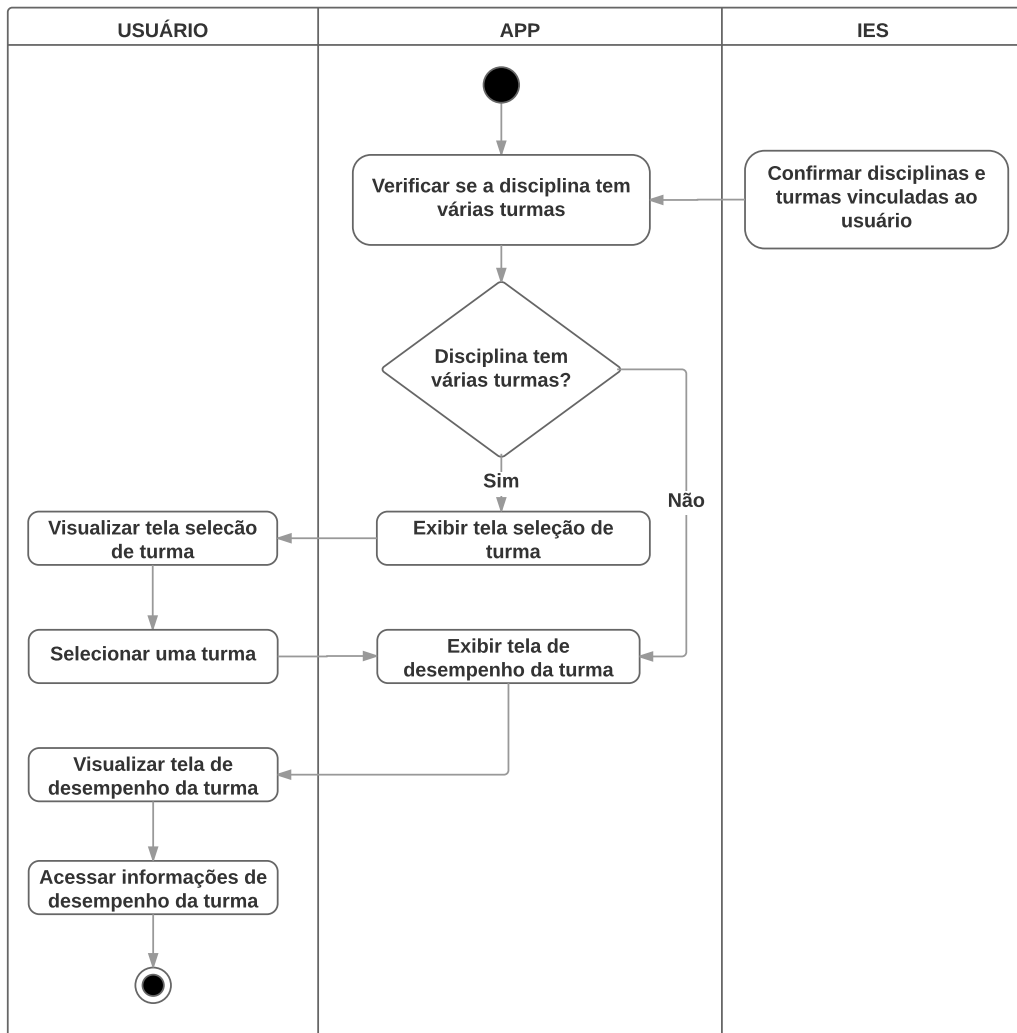 USUÁRIO
APP
IES
Verificar se a disciplina tem
várias turmas
Confirmar disciplinas e
turmas vinculadas ao
usuário
Disciplina tem
várias turmas?
Sim
Não
Visualizar tela selecão
de turma
Exibir tela seleção de
turma
Selecionar uma turma
Exibir tela de
desempenho da turma
Visualizar tela de
desempenho da turma
Acessar informações de
desempenho da turma